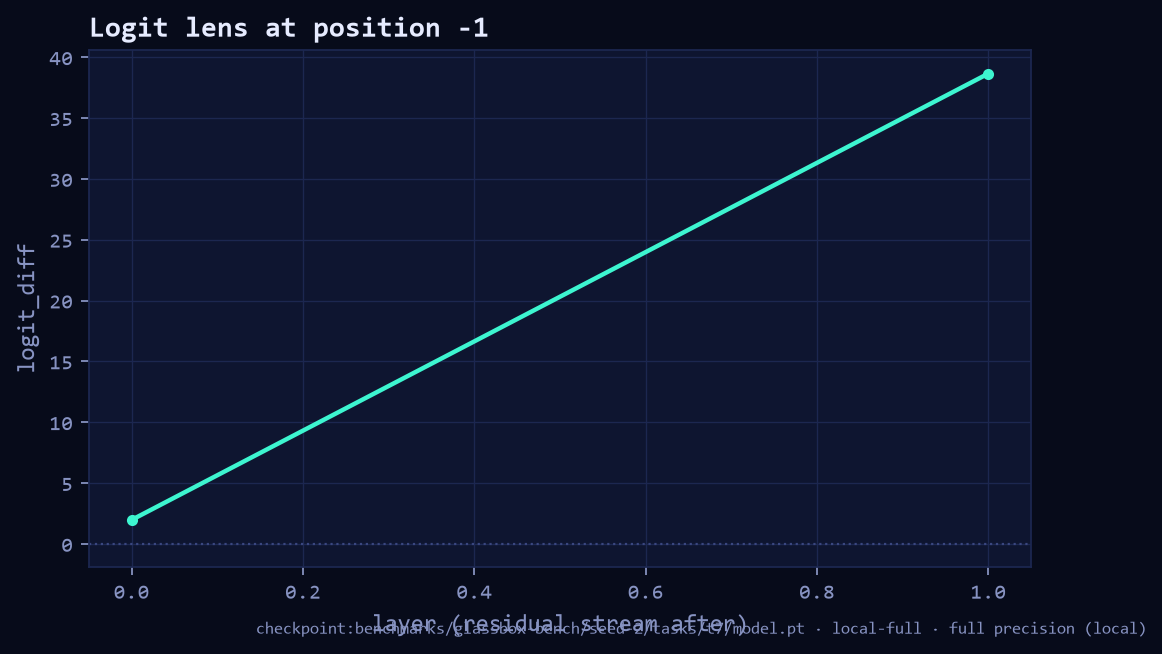 Logit lens at position -1
40
35
30
25
20
15
10
5
0
logit_diff
0.0 0.2 0.4 0.6 0.8 1.0
layer (residual stream after)
checkpoint:benchmarks/glassbox-bench/seed-2/tasks/t7/model.pt · local-full · full precision (local)